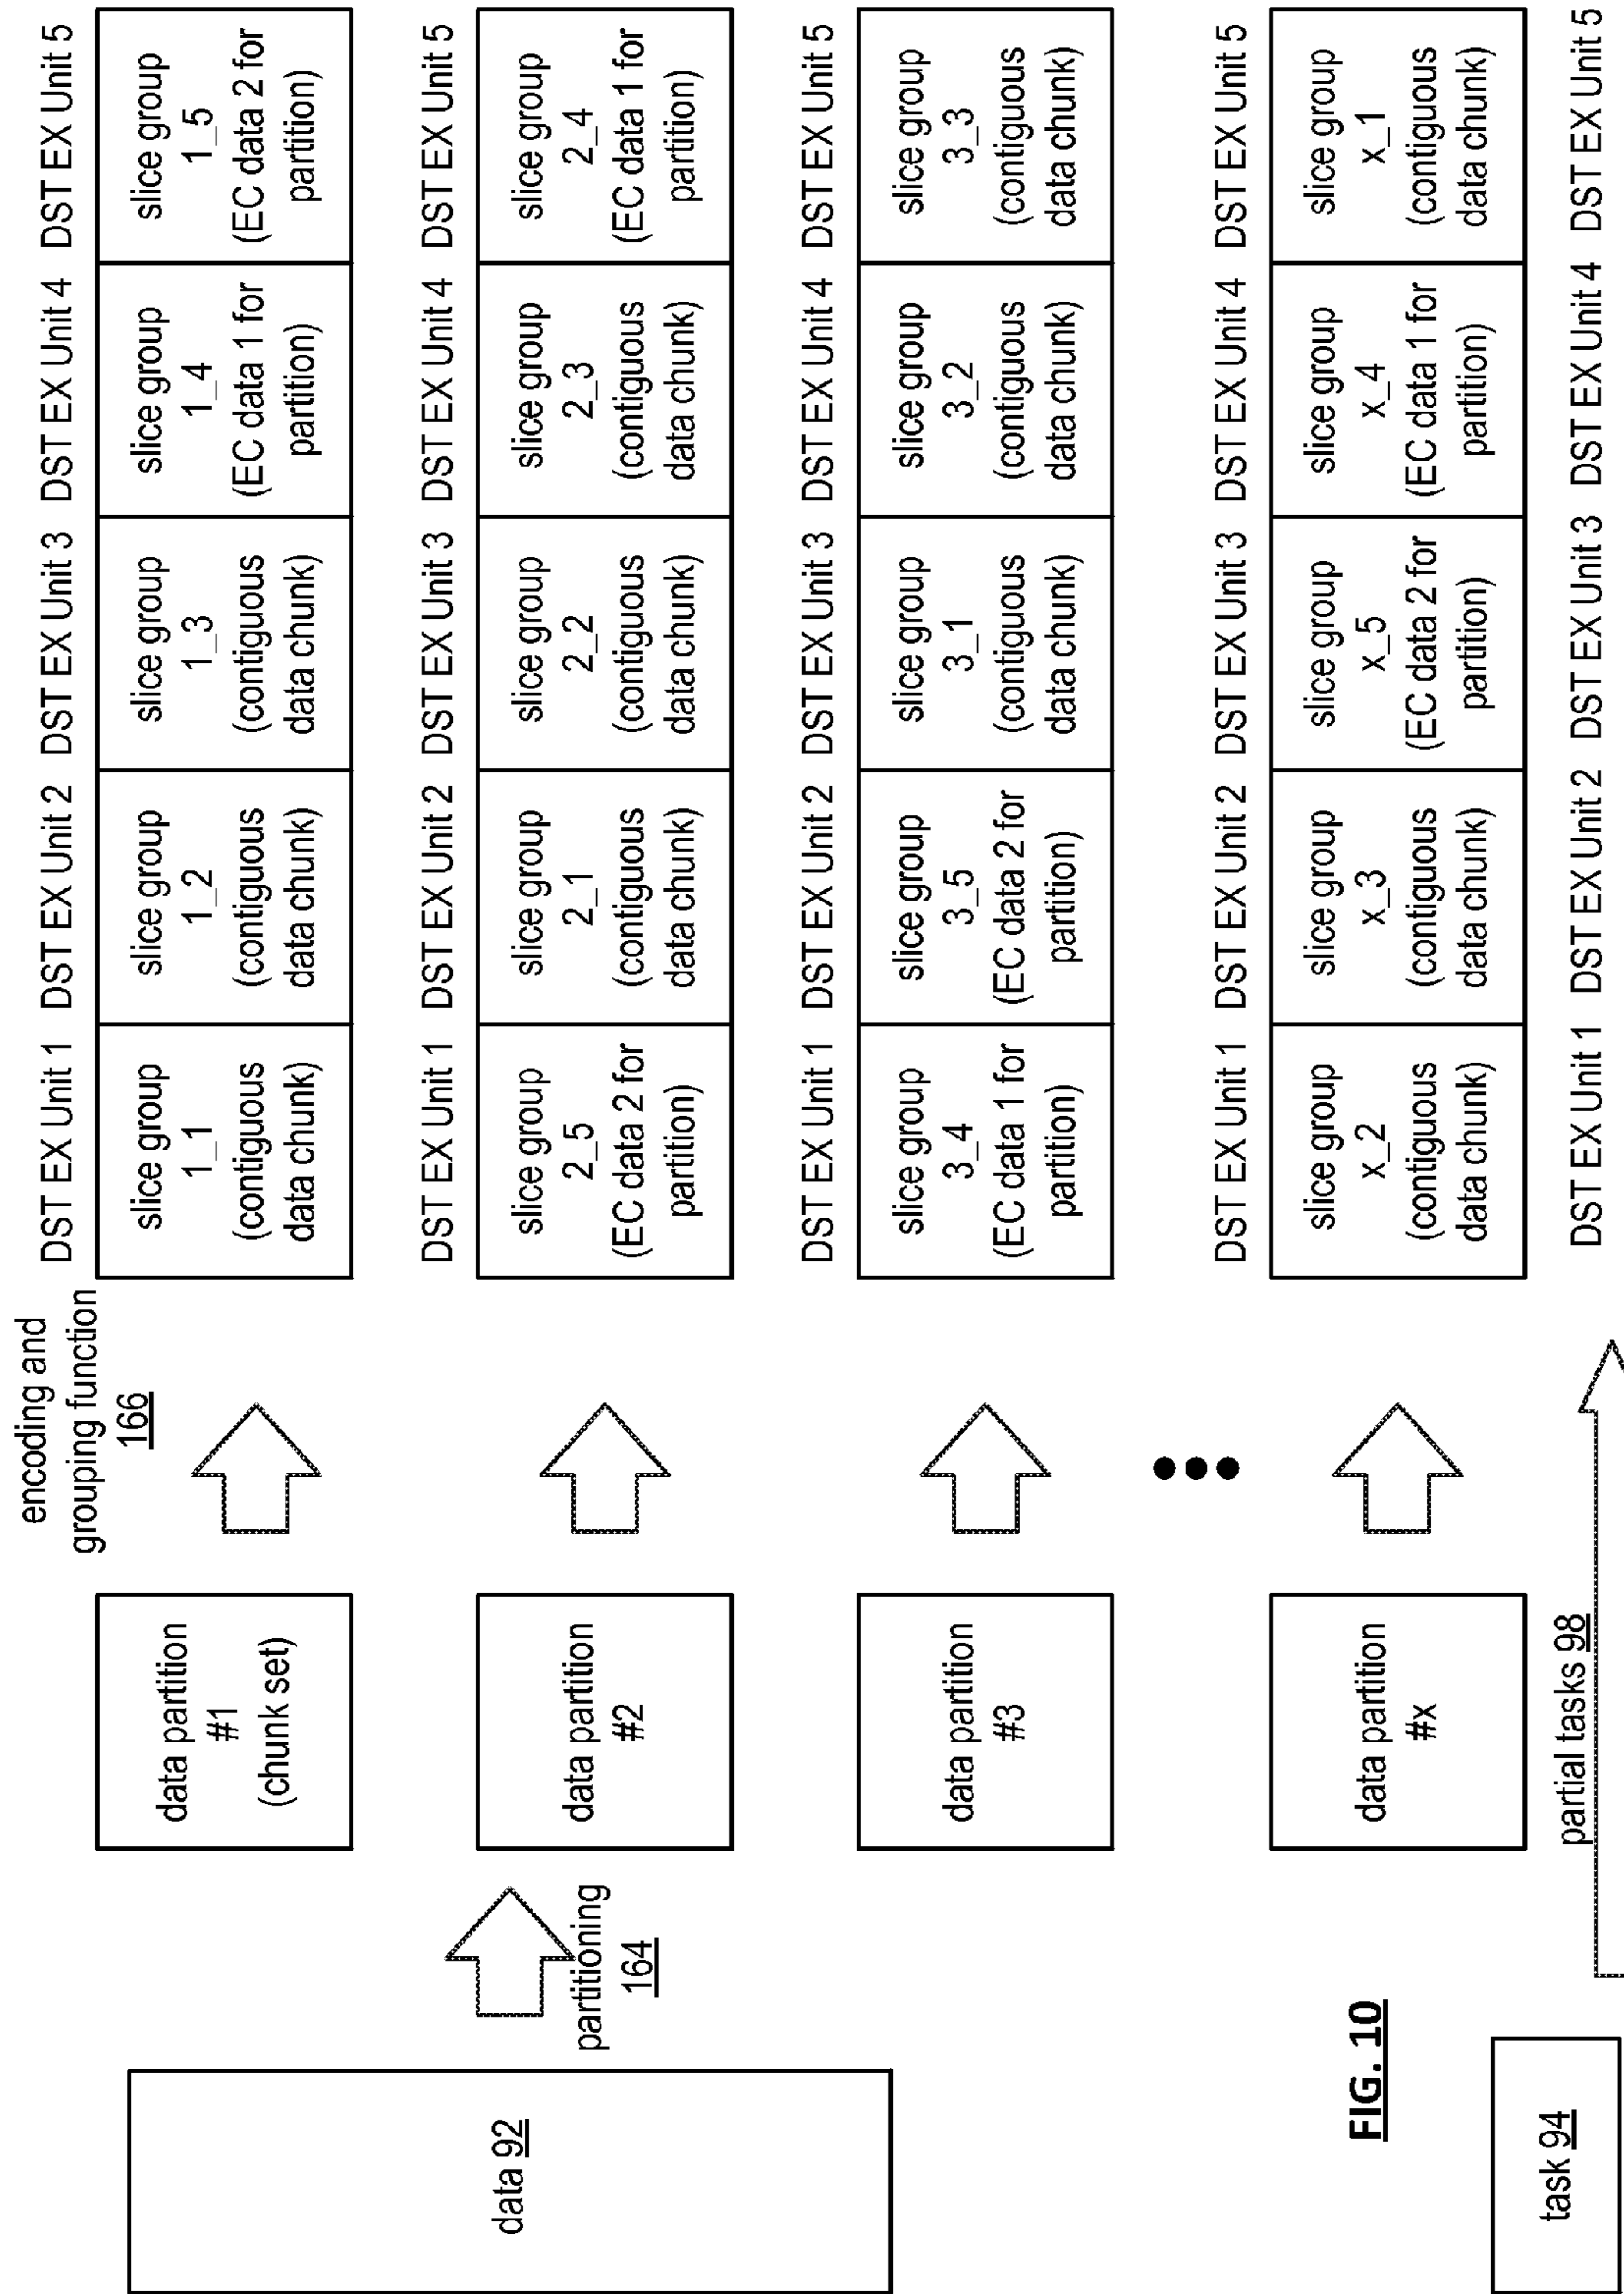 encoding and
grouping function
166
data 92
partitioning
164
data partition
#1
(chunk set)
DST EX Unit 1 DST EX Unit 2 DST EX Unit 3 DST EX Unit 4 DST EX Unit 5
slice group
1_1
(contiguous
data chunk)
slice group
1_2
(contiguous
data chunk)
slice group
1_3
(contiguous
data chunk)
slice group
1_4
(EC data 1 for
partition)
slice group
1_5
(EC data 2 for
partition)
data partition
#2
DST EX Unit 1 DST EX Unit 2 DST EX Unit 3 DST EX Unit 4 DST EX Unit 5
slice group
2_5
(EC data 2 for
partition)
slice group
2_1
(contiguous
data chunk)
slice group
2_2
(contiguous
data chunk)
slice group
2_3
(contiguous
data chunk)
slice group
2_4
(EC data 1 for
partition)
data partition
#3
DST EX Unit 1 DST EX Unit 2 DST EX Unit 3 DST EX Unit 4 DST EX Unit 5
slice group
3_4
(EC data 1 for
partition)
slice group
3_5
(EC data 2 for
partition)
slice group
3_1
(contiguous
data chunk)
slice group
3_2
(contiguous
data chunk)
slice group
3_3
(contiguous
data chunk)
data partition
#x
DST EX Unit 1 DST EX Unit 2 DST EX Unit 3 DST EX Unit 4 DST EX Unit 5
slice group
x_2
(contiguous
data chunk)
slice group
x_3
(contiguous
data chunk)
slice group
x_5
(EC data 2 for
partition)
slice group
x_4
(EC data 1 for
partition)
slice group
x_1
(contiguous
data chunk)
FIG. 10
task 94
partial tasks 98
DST EX Unit 1 DST EX Unit 2 DST EX Unit 3 DST EX Unit 4 DST EX Unit 5